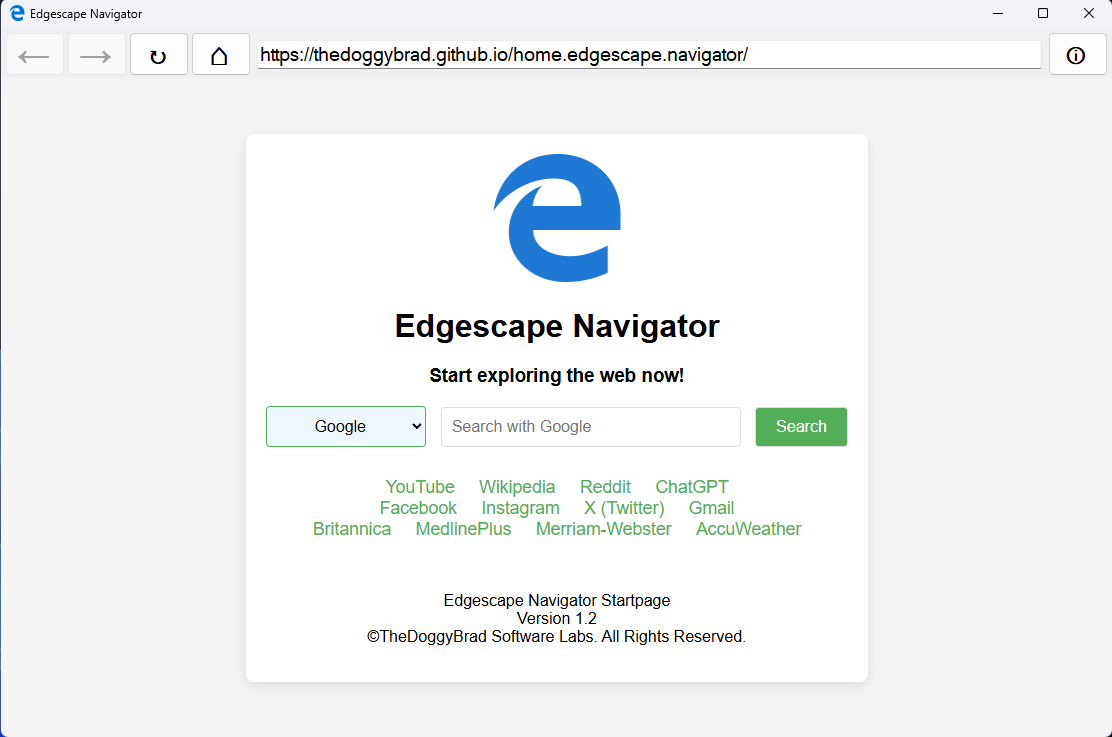 Edgescape Navigator
https://thedoggybrad.github.io/home.edgescape.navigator/
Edgescape Navigator
Start exploring the web now!
Google Search with Google Search
YouTube Wikipedia Reddit ChatGPT
Facebook Instagram X (Twitter) Gmail
Britannica MedlinePlus Merriam-Webster AccuWeather
Edgescape Navigator Startpage
Version 1.2
©TheDoggyBrad Software Labs. All Rights Reserved.